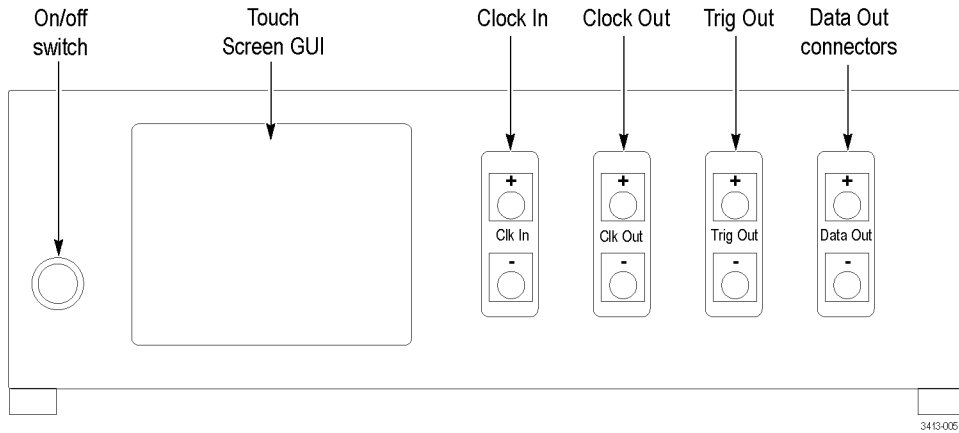 On/off switch
Touch Screen GUI
Clock In
Clock Out
Trig Out
Data Out connectors
+
+
+
+
Clk In
Clk Out
Trig Out
Data Out
-
-
-
-
3413-005